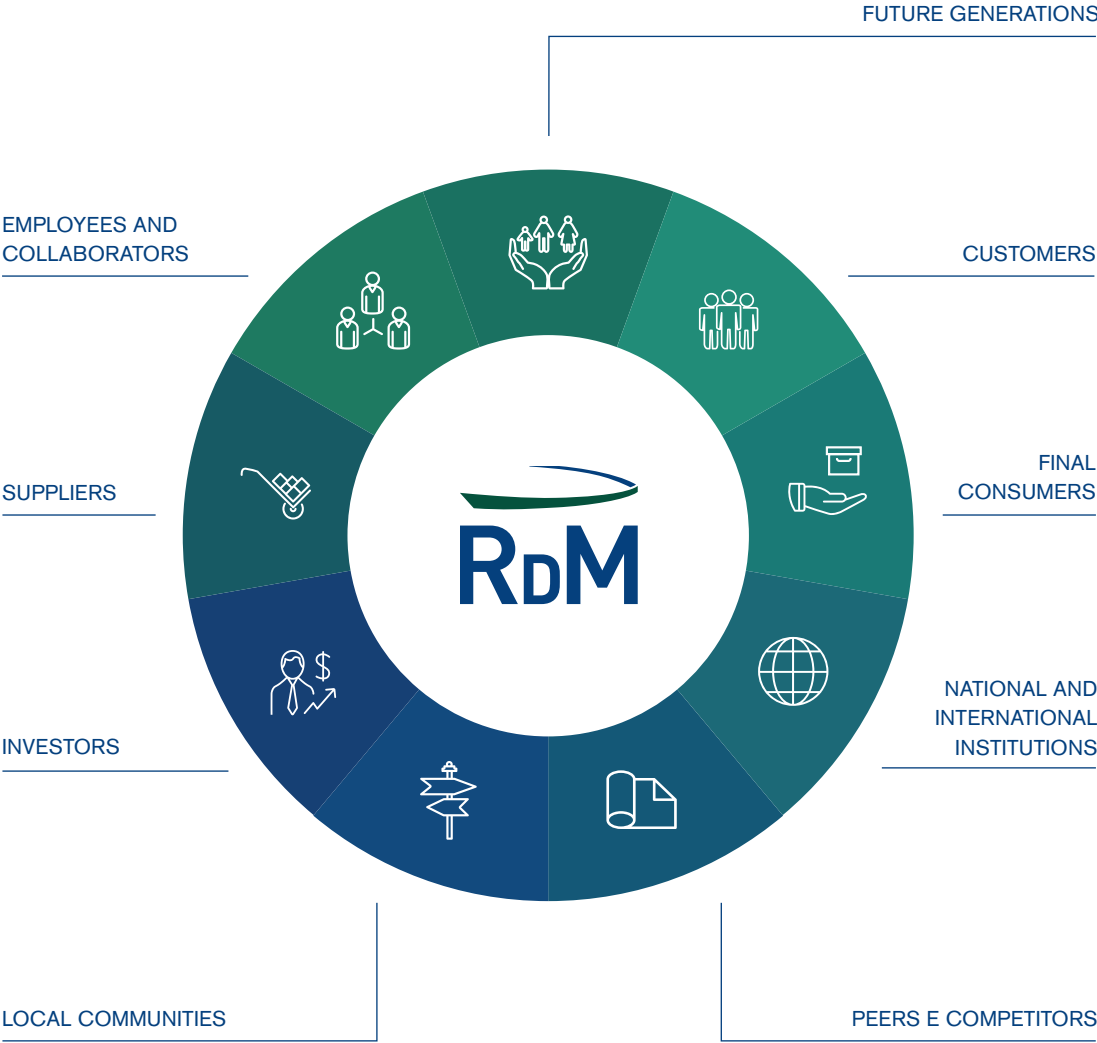 FUTURE GENERATIONS
EMPLOYEES AND
COLLABORATORS
CUSTOMERS
FINAL
CONSUMERS
SUPPLIERS
RDM
$
NATIONAL AND
INTERNATIONAL
INSTITUTIONS
INVESTORS
LOCAL COMMUNITIES
PEERS E COMPETITORS